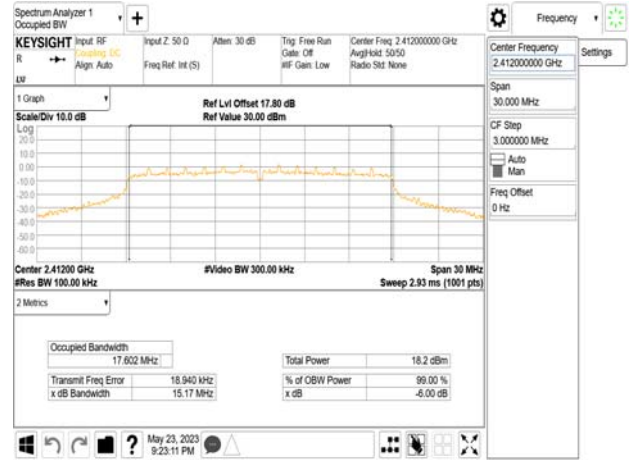 Spectrum Analyzer 1
Occupied BW
Frequency
KEYSIGHT
R
LXI
Input: RF
Coupling: DC
Align: Auto
Input Z: 50 Ω
Freq Ref: Int (S)
Atten: 30 dB
Trig: Free Run
Gate: Off
#IF Gain: Low
Center Freq: 2.412000000 GHz
Avg|Hold: 50/50
Radio Std: None
Center Frequency
2.412000000 GHz
Settings
Span
30.000 MHz
CF Step
3.000000 MHz
Auto
Man
Freq Offset
0 Hz
1 Graph
Scale/Div 10.0 dB
Ref Lvl Offset 17.80 dB
Ref Value 30.00 dBm
Log
20.0
10.0
0.00
-10.0
-20.0
-30.0
-40.0
-50.0
-60.0
Center 2.41200 GHz
#Video BW 300.00 kHz
Span 30 MHz
#Res BW 100.00 kHz
Sweep 2.93 ms (1001 pts)
2 Metrics
Occupied Bandwidth
17.602 MHz
Total Power 18.2 dBm
Transmit Freq Error 18.940 kHz
% of OBW Power 99.00 %
x dB Bandwidth 15.17 MHz
x dB -6.00 dB
?
May 23, 2023
9:23:11 PM